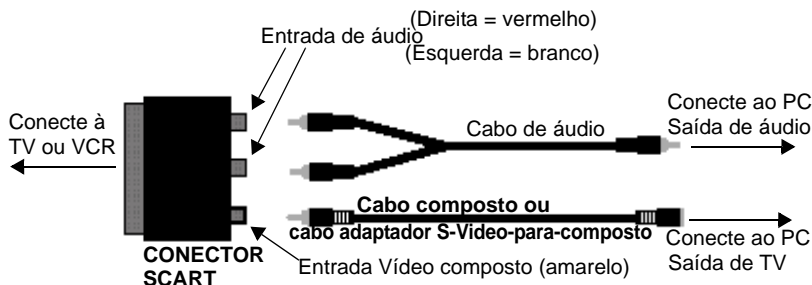 (Direita = vermelho)
Entrada de áudio
(Esquerda = branco)
Conecte à
TV ou VCR
Cabo de áudio
Conecte ao PC
Saída de áudio
Cabo composto ou
cabo adaptador S-Video-para-composto
Conecte ao PC
Saída de TV
CONECTOR
SCART
Entrada Vídeo composto (amarelo)